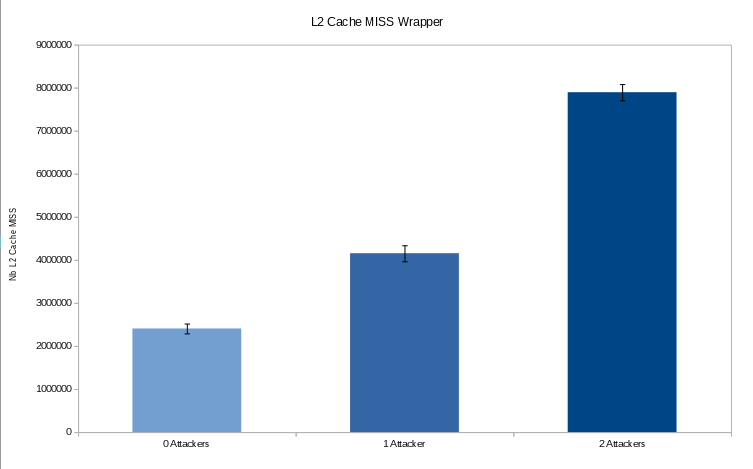 L2 Cache MISS Wrapper
9000000
8000000
7000000
6000000
5000000
4000000
3000000
2000000
1000000
0
Nb L2 Cache MISS
0 Attackers
1 Attacker
2 Attackers